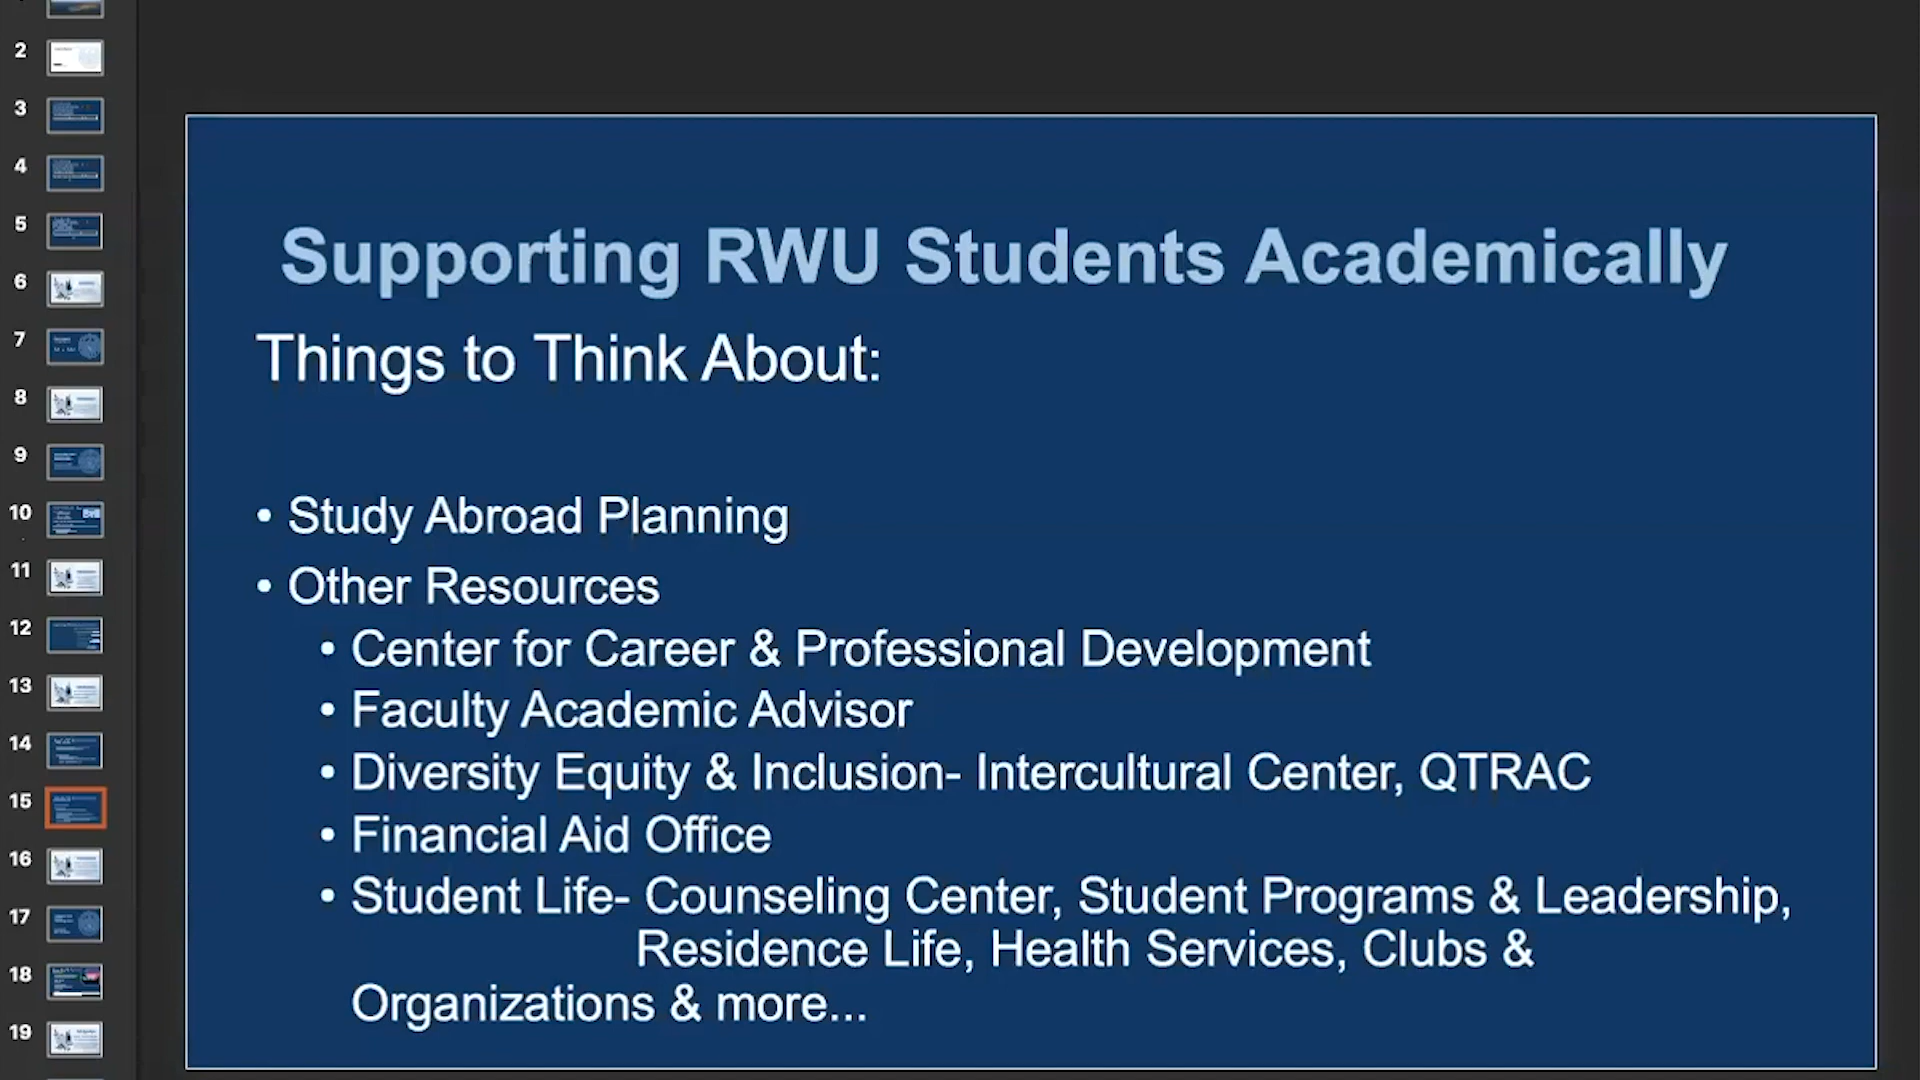 2
3
4
5
6
7
8
9
10
11
12
13
14
15
16
17
18
19
Supporting RWU Students Academically
Things to Think About:
• Study Abroad Planning
• Other Resources
• Center for Career & Professional Development
• Faculty Academic Advisor
• Diversity Equity & Inclusion- Intercultural Center, QTRAC
• Financial Aid Office
• Student Life- Counseling Center, Student Programs & Leadership,
Residence Life, Health Services, Clubs &
Organizations & more...